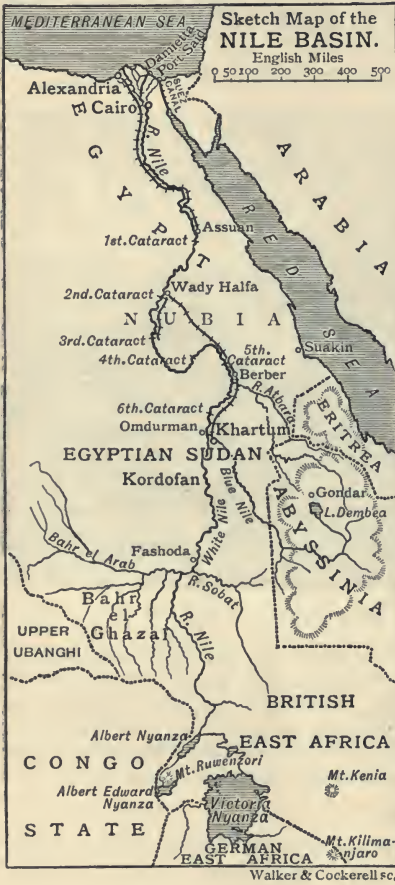 MEDITERRANEAN SEA
Sketch Map of the
NILE BASIN.
English Miles
0 50 100 200 300 400 500
Damietta
Port Said
SUEZ CANAL
Alexandria
Cairo
R. Nile
EGYPT
ARABIA
RED SEA
Assuan
1st. Cataract
2nd. Cataract
Wady Halfa
NUBIA
3rd. Cataract
4th. Cataract
5th.
Cataract
Suakin
Berber
R. Atbara
6th. Cataract
Omdurman
Khartum
ERITREA
EGYPTIAN SUDAN
Kordofan
Blue Nile
White Nile
Gondar
L. Dembea
ABYSSINIA
Fashoda
Bahr el Arab
R. Sobat
Bahr
el
Ghazal
R. Nile
UPPER
UBANGHI
BRITISH
EAST AFRICA
Albert Nyanza
Mt. Ruwenzori
CONGO
STATE
Albert Edward
Nyanza
Victoria
Nyanza
Mt. Kenia
Mt. Kilima-
njaro
GERMAN
EAST AFRICA
Walker & Cockerell sc.